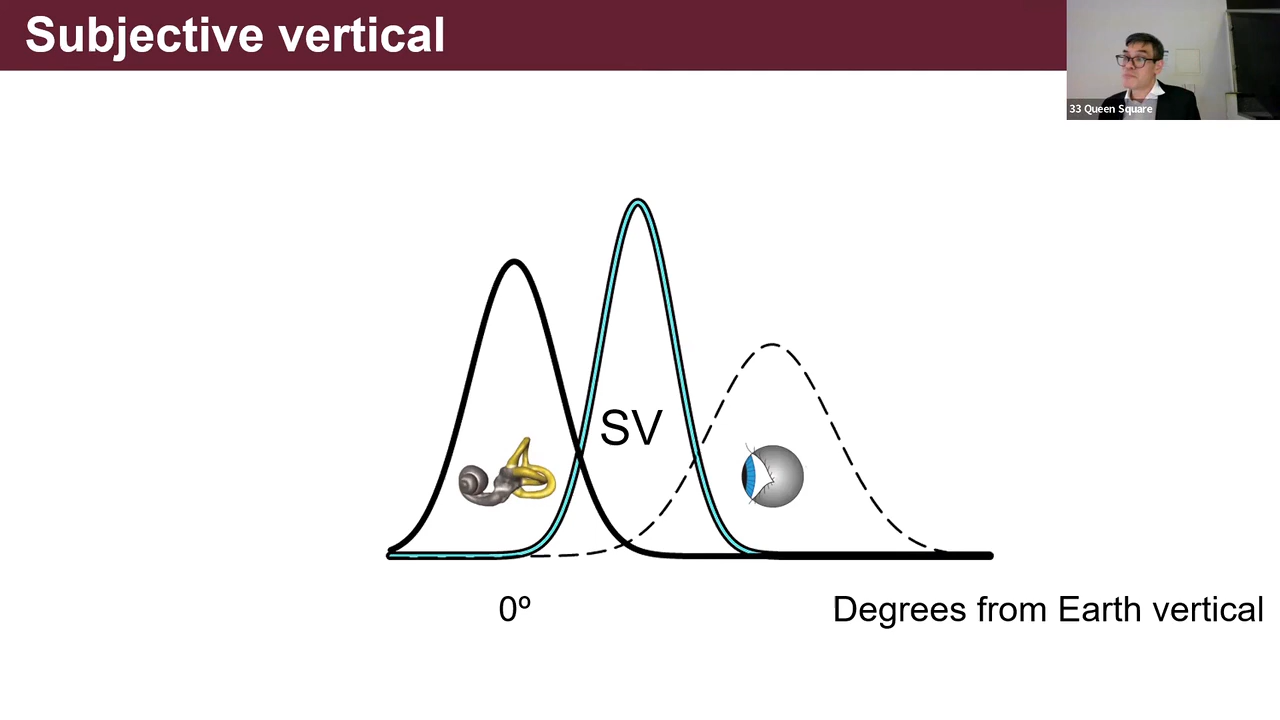 Subjective vertical
33 Queen Square
SV
0º
Degrees from Earth vertical